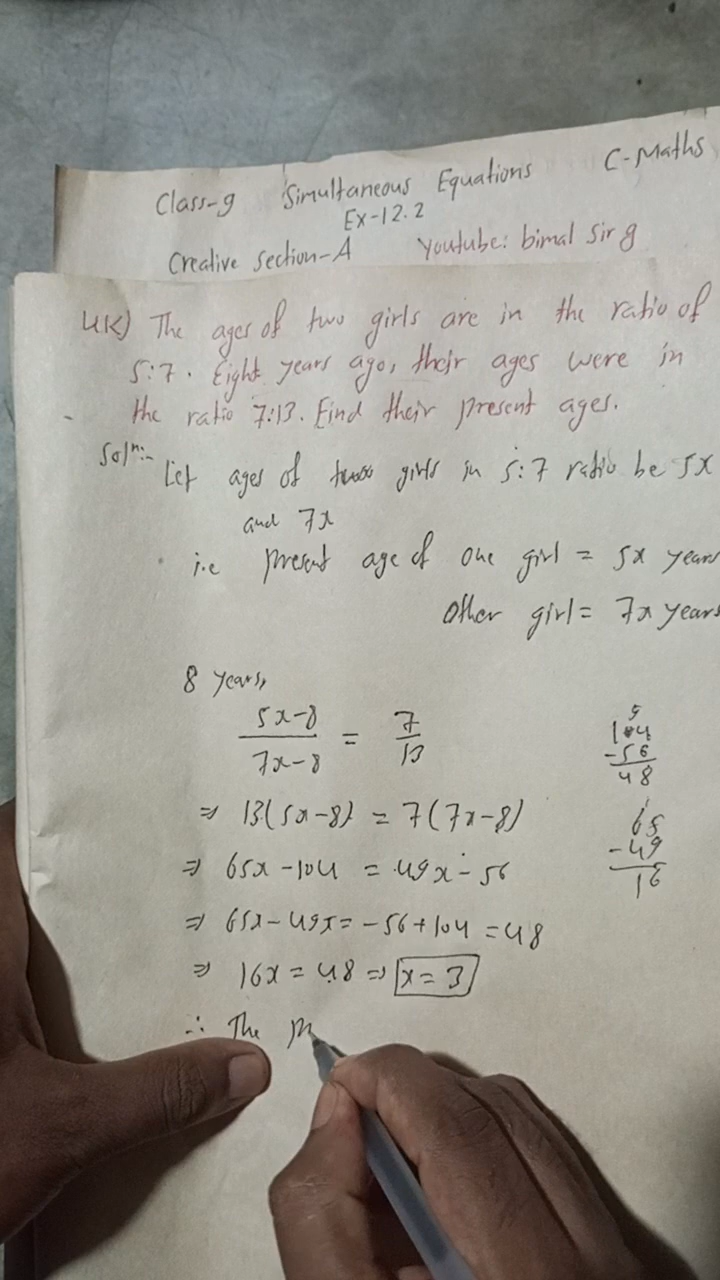 Class-9 Simultaneous Equations C-Maths
Ex-12.2
Creative Section-A Youtube: bimal Sir g
4K) The ages of two girls are in the ratio of
5:7. Eight years ago, their ages were in
the ratio 7:13. Find their present ages.
Solⁿ:- Let ages of two girls in 5:7 ratio be 5x
and 7x
i.e present age of one girl = 5x years
Other girl = 7x years
8 years,
5x-8 / 7x-8 = 7/13
⇒ 13(5x-8) = 7(7x-8)
⇒ 65x - 104 = 49x - 56
⇒ 65x - 49x = -56 + 104 = 48
⇒ 16x = 48 ⇒ x = 3
∴ The
9
104
-56
48
1
65
-49
16